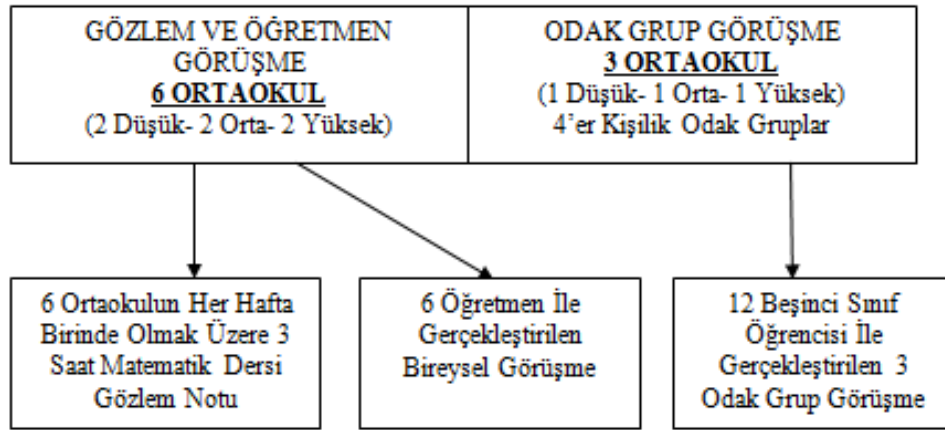 GÖZLEM VE ÖĞRETMEN
GÖRÜŞME
6 ORTAOKUL
(2 Düşük- 2 Orta- 2 Yüksek)
ODAK GRUP GÖRÜŞME
3 ORTAOKUL
(1 Düşük- 1 Orta- 1 Yüksek)
4’er Kişilik Odak Gruplar
6 Ortaokulun Her Hafta
Birinde Olmak Üzere 3
Saat Matematik Dersi
Gözlem Notu
6 Öğretmen İle
Gerçekleştirilen
Bireysel Görüşme
12 Beşinci Sınıf
Öğrencisi İle
Gerçekleştirilen 3
Odak Grup Görüşme